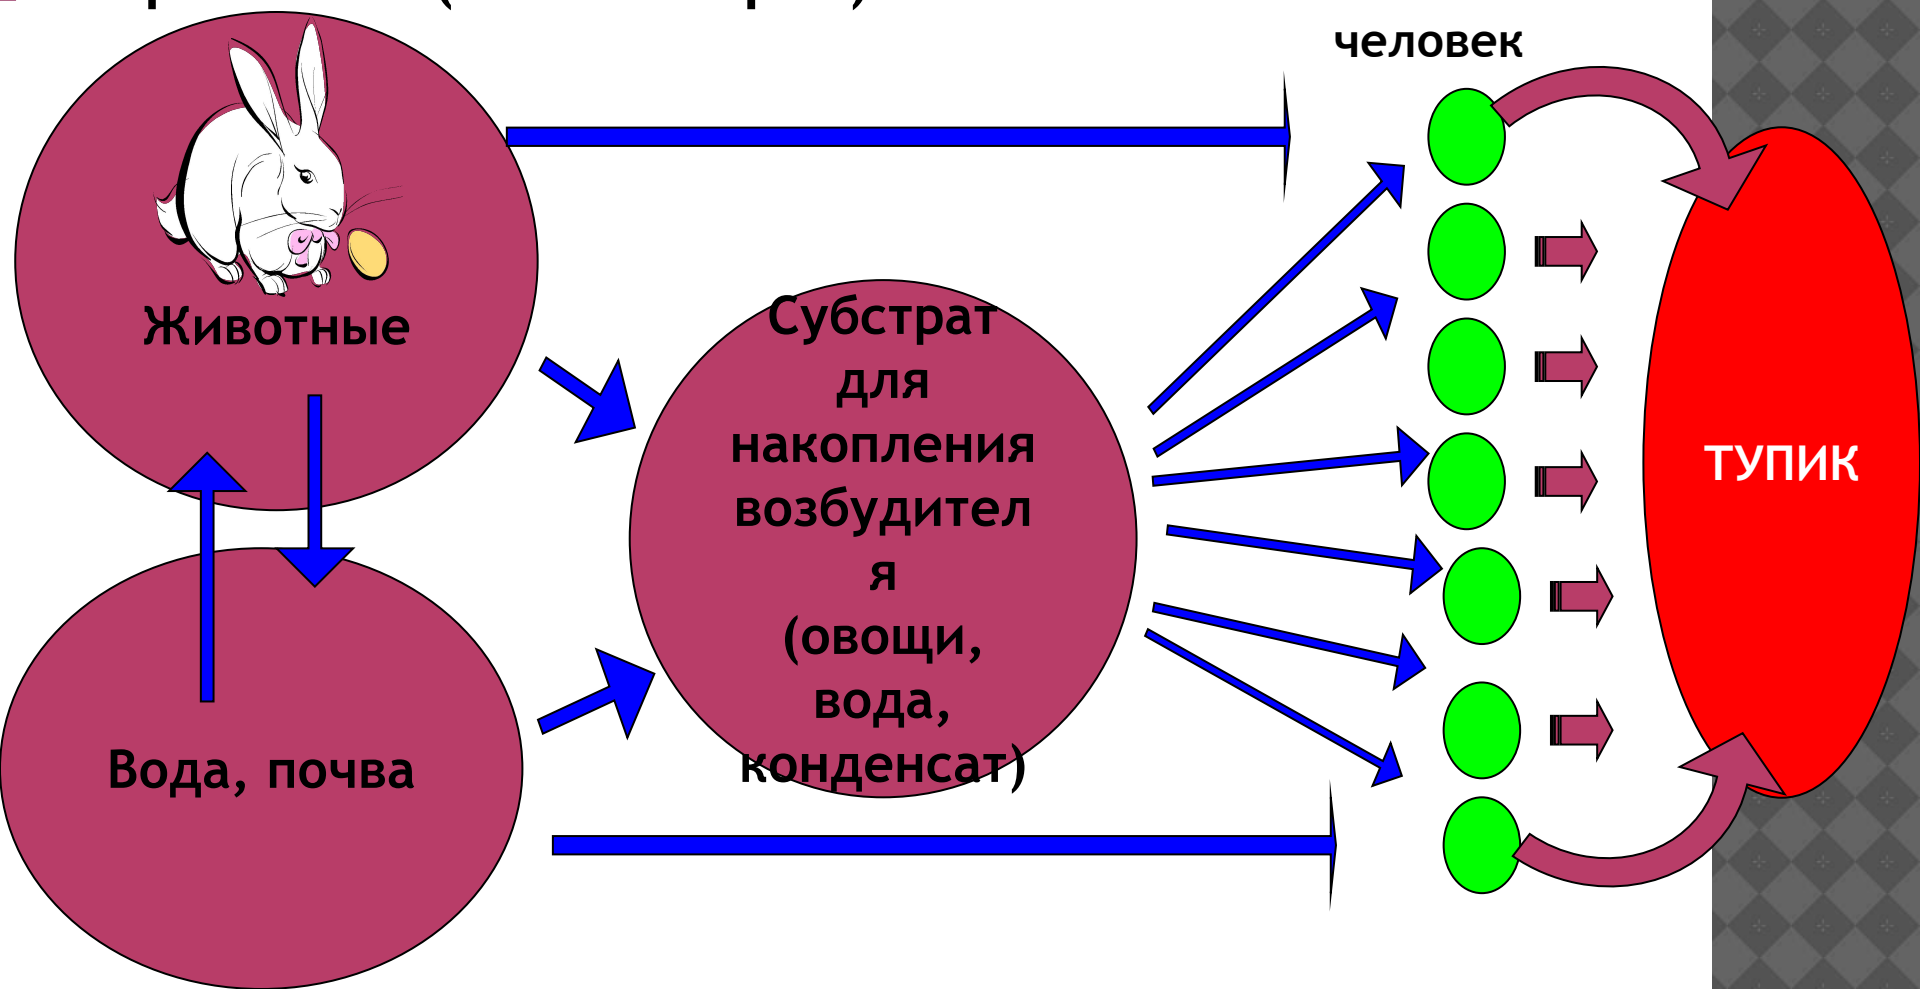 человек
Животные
Субстрат
для
накопления
возбудител
я
(овощи,
вода,
конденсат)
ТУПИК
Вода, почва